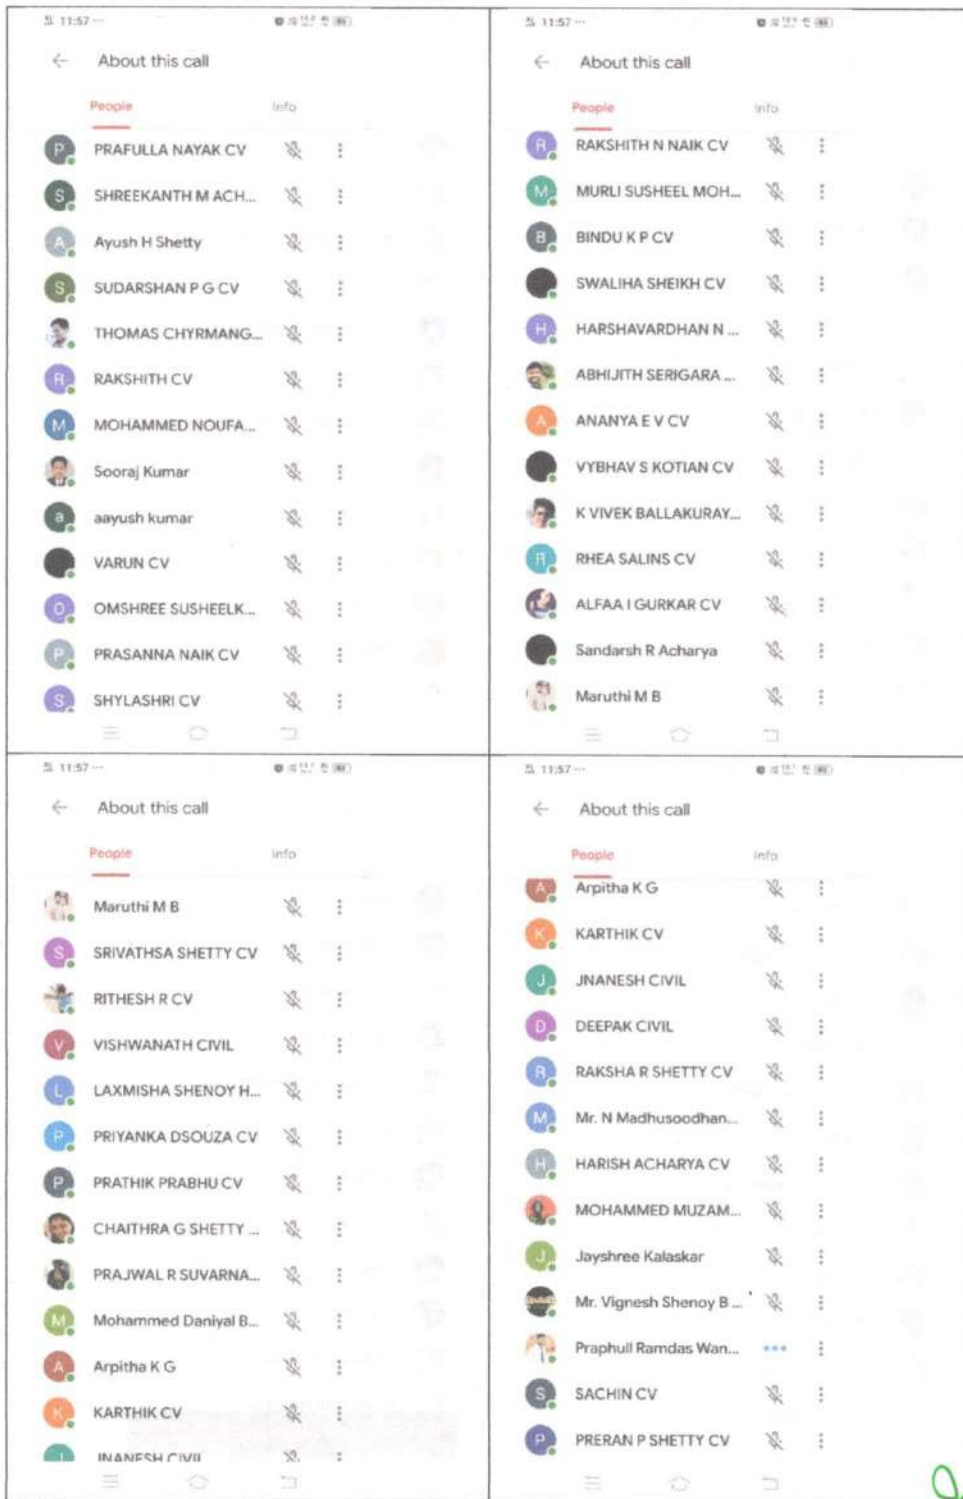 11:57 ...
About this call
People Info
P PRAFULLA NAYAK CV
S SHREEKANTH M ACH...
A Ayush H Shetty
S SUDARSHAN P G CV
THOMAS CHYRMANG...
R RAKSHITH CV
M MOHAMMED NOUFA...
Sooraj Kumar
a aayush kumar
VARUN CV
O OMSHREE SUSHEELK...
P PRASANNA NAIK CV
S SHYLASHRI CV
11:57 ...
About this call
People Info
R RAKSHITH N NAIK CV
M MURLI SUSHEEL MOH...
B BINDU K P CV
SWALIHA SHEIKH CV
H HARSHAVARDHAN N ...
ABHIJITH SERIGARA ...
A ANANYA E V CV
VYBHAV S KOTIAN CV
K VIVEK BALLAKURAY...
R RHEA SALINS CV
ALFAA I GURKAR CV
Sandarsh R Acharya
Maruthi M B
11:57 ...
About this call
People Info
Maruthi M B
S SRIVATHSA SHETTY CV
RITHESH R CV
V VISHWANATH CIVIL
L LAXMISHA SHENOY H...
P PRIYANKA DSOUZA CV
P PRATHIK PRABHU CV
CHAITHRA G SHETTY ...
PRAJWAL R SUVARNA...
M Mohammed Daniyal B...
A Arpitha K G
K KARTHIK CV
J JNANESH CIVIL
11:57 ...
About this call
People Info
A Arpitha K G
K KARTHIK CV
J JNANESH CIVIL
D DEEPAK CIVIL
R RAKSHA R SHETTY CV
M Mr. N Madhusoodhan...
H HARISH ACHARYA CV
MOHAMMED MUZAM...
J Jayshree Kalaskar
Mr. Vignesh Shenoy B ...
Praphull Ramdas Wan...
S SACHIN CV
P PRERAN P SHETTY CV